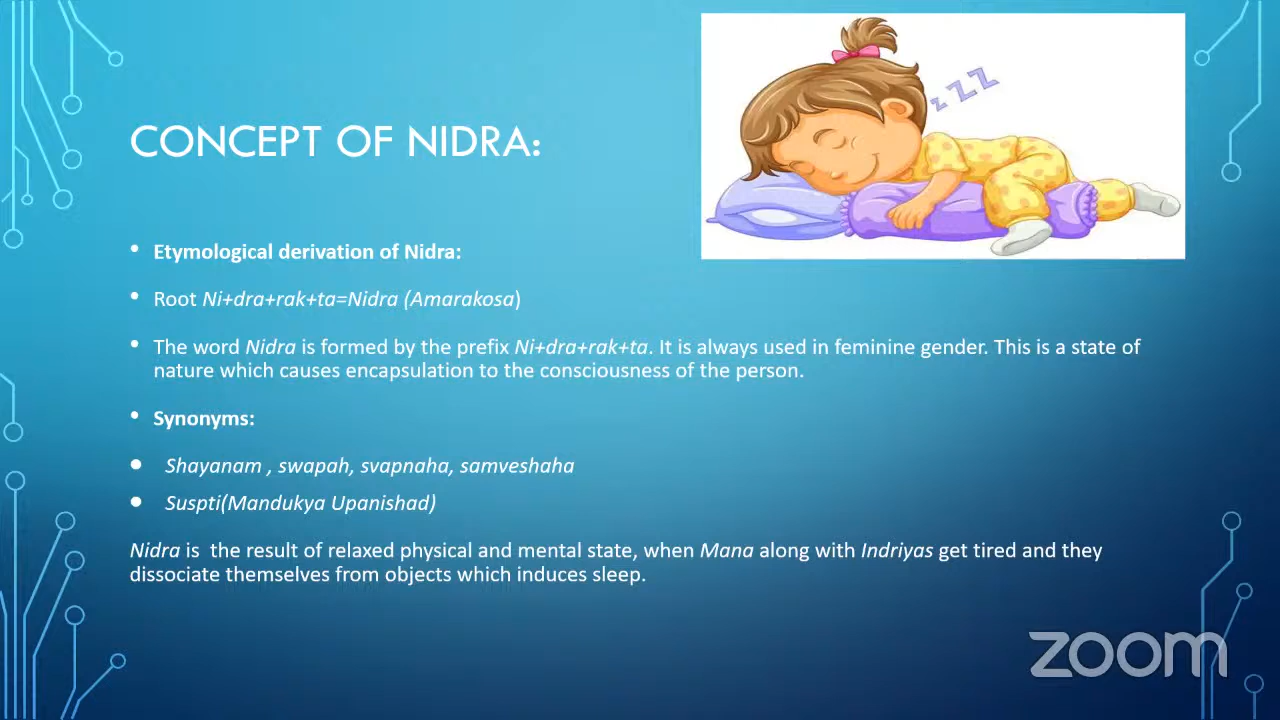 CONCEPT OF NIDRA:
z z z
• Etymological derivation of Nidra:
• Root Ni+dra+rak+ta=Nidra (Amarakosa)
• The word Nidra is formed by the prefix Ni+dra+rak+ta. It is always used in feminine gender. This is a state of
nature which causes encapsulation to the consciousness of the person.
• Synonyms:
• Shayanam , swapah, svapnaha, samveshaha
• Suspti(Mandukya Upanishad)
Nidra is the result of relaxed physical and mental state, when Mana along with Indriyas get tired and they
dissociate themselves from objects which induces sleep.
zoom